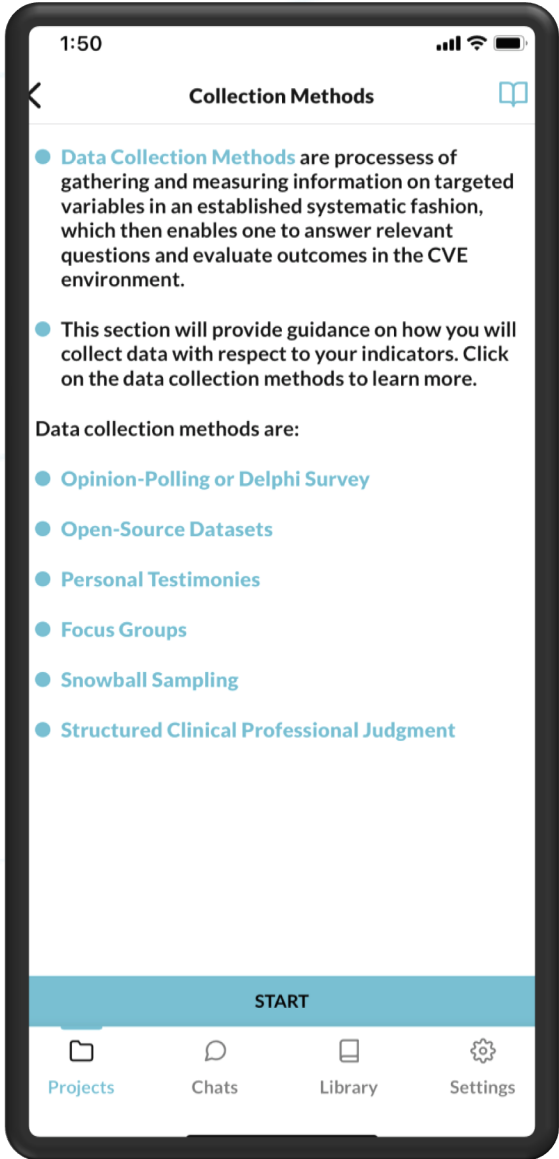 1:50
Collection Methods
Data Collection Methods are processess of
gathering and measuring information on targeted
variables in an established systematic fashion,
which then enables one to answer relevant
questions and evaluate outcomes in the CVE
environment.
This section will provide guidance on how you will
collect data with respect to your indicators. Click
on the data collection methods to learn more.
Data collection methods are:
Opinion-Polling or Delphi Survey
Open-Source Datasets
Personal Testimonies
Focus Groups
Snowball Sampling
Structured Clinical Professional Judgment
START
Projects Chats Library Settings